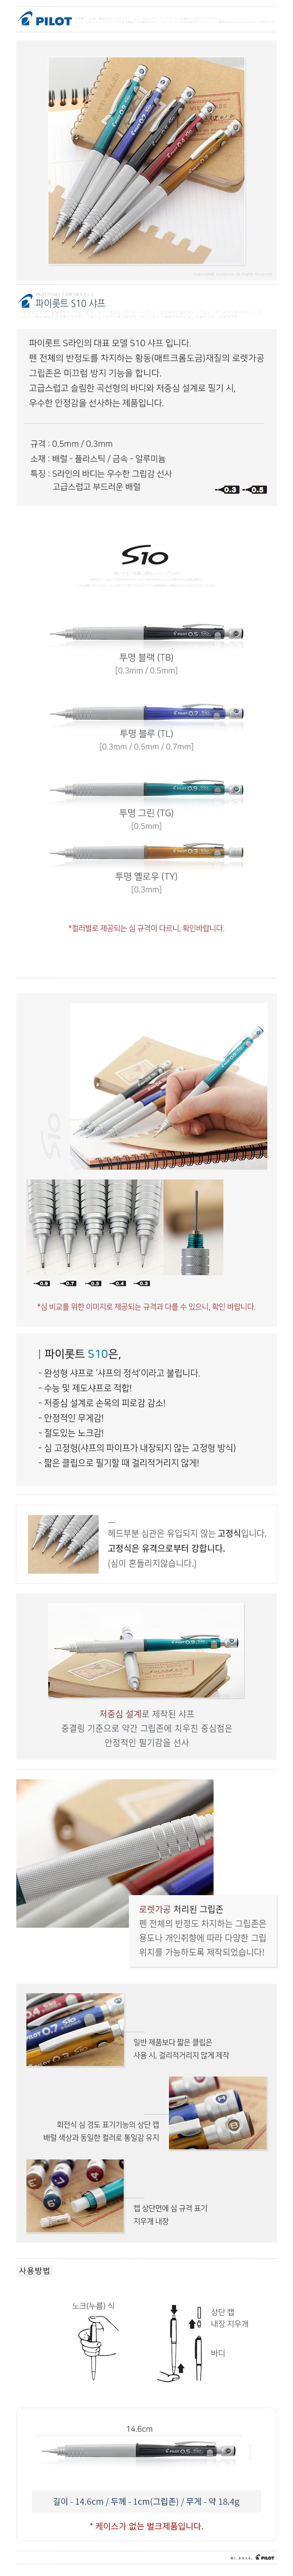 PILOT
파이롯트 S10 샤프
파이롯트 S라인의 대표 모델 S10 샤프 입니다.
펜 전체의 반정도를 차지하는 황동(매트크롬도금)재질의 로렛가공
그립존은 미끄럼 방지 기능을 합니다.
고급스럽고 슬림한 곡선형의 바디와 저중심 설계로 필기 시,
우수한 안정감을 선사하는 제품입니다.
규격 : 0.5mm / 0.3mm
소재 : 배럴 - 플라스틱 / 금속 - 알루미늄
특징 : S라인의 바디는 우수한 그립감 선사
고급스럽고 부드러운 배럴
0.3 0.5
S10
투명 블랙 (TB)
[0.3mm / 0.5mm]
투명 블루 (TL)
[0.3mm / 0.5mm / 0.7mm]
투명 그린 (TG)
[0.5mm]
투명 옐로우 (TY)
[0.3mm]
*컬러별로 제공되는 심 규격이 다르니, 확인바랍니다.
S10
0.9 0.7 0.5 0.4 0.3
*심 비교를 위한 이미지로 제공되는 규격과 다를 수 있으니, 확인 바랍니다.
파이롯트 S10은,
- 완성형 샤프로 '샤프의 정석'이라고 불립니다.
- 수능 및 제도샤프로 적합!
- 저중심 설계로 손목의 피로감 감소!
- 안정적인 무게감!
- 절도있는 노크감!
- 심 고정형(샤프의 파이프가 내장되지 않는 고정형 방식)
- 짧은 클립으로 필기할 때 걸리적거리지 않게!
헤드부분 심관은 유입되지 않는 고정식입니다.
고정식은 유격으로부터 강합니다.
(심이 흔들리지않습니다.)
저중심 설계로 제작된 샤프
중결링 기준으로 약간 그립존에 치우친 중심점은
안정적인 필기감을 선사
로렛가공 처리된 그립존
펜 전체의 반정도 차지하는 그립존은
용도나 개인취향에 따라 다양한 그립
위치를 가능하도록 제작되었습니다!
일반 제품보다 짧은 클립은
사용 시, 걸리적거리지 않게 제작
회전식 심 경도 표기기능의 상단 캡
배럴 색상과 동일한 컬러로 통일감 유지
캡 상단면에 심 규격 표기
지우개 내장
사용방법
노크(누름) 식
상단 캡
내장 지우개
바디
14.6cm
길이 - 14.6cm / 두께 - 1cm(그립존) / 무게 - 약 18.4g
* 케이스가 없는 벌크제품입니다.
PILOT